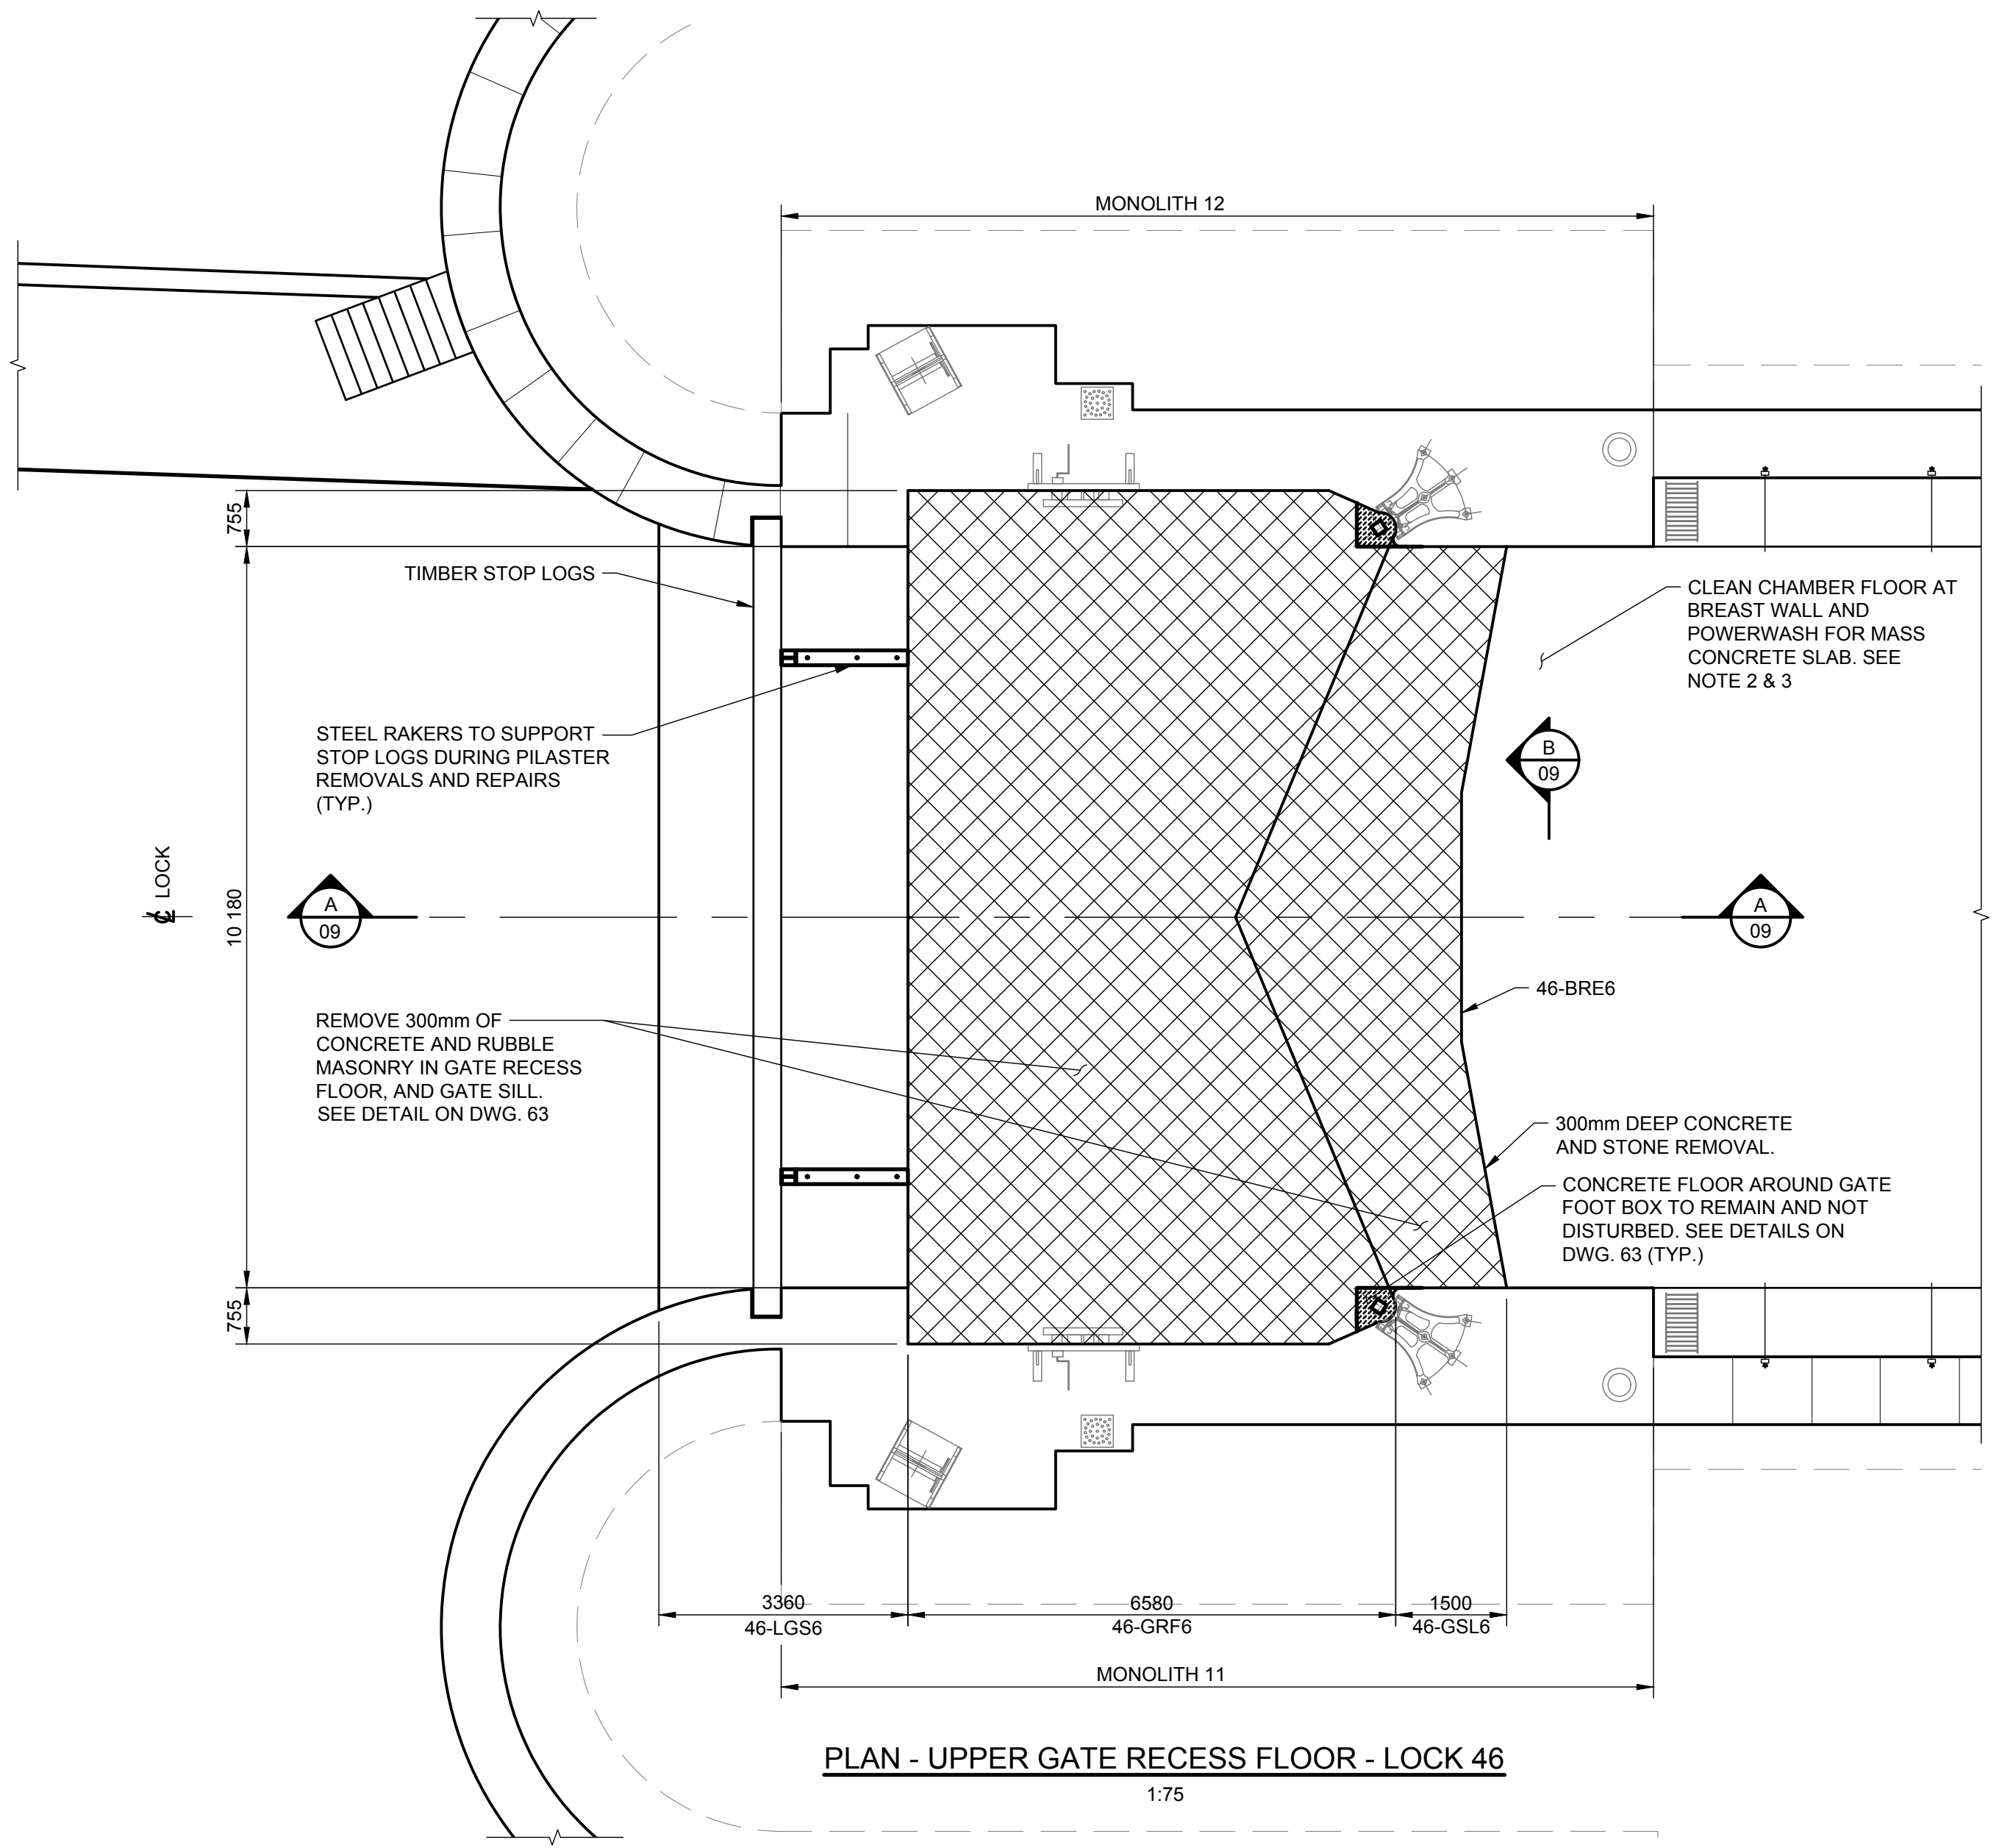 MONOLITH 12
755
TIMBER STOP LOGS
CLEAN CHAMBER FLOOR AT
BREAST WALL AND
POWERWASH FOR MASS
CONCRETE SLAB. SEE
NOTE 2 & 3
STEEL RAKERS TO SUPPORT
STOP LOGS DURING PILASTER
REMOVALS AND REPAIRS
(TYP.)
B
09
℄ LOCK
10 180
A
09
A
09
46-BRE6
REMOVE 300mm OF
CONCRETE AND RUBBLE
MASONRY IN GATE RECESS
FLOOR, AND GATE SILL.
SEE DETAIL ON DWG. 63
300mm DEEP CONCRETE
AND STONE REMOVAL.
CONCRETE FLOOR AROUND GATE
FOOT BOX TO REMAIN AND NOT
DISTURBED. SEE DETAILS ON
DWG. 63 (TYP.)
755
3360
46-LGS6
6580
46-GRF6
1500
46-GSL6
MONOLITH 11
PLAN - UPPER GATE RECESS FLOOR - LOCK 46
1:75